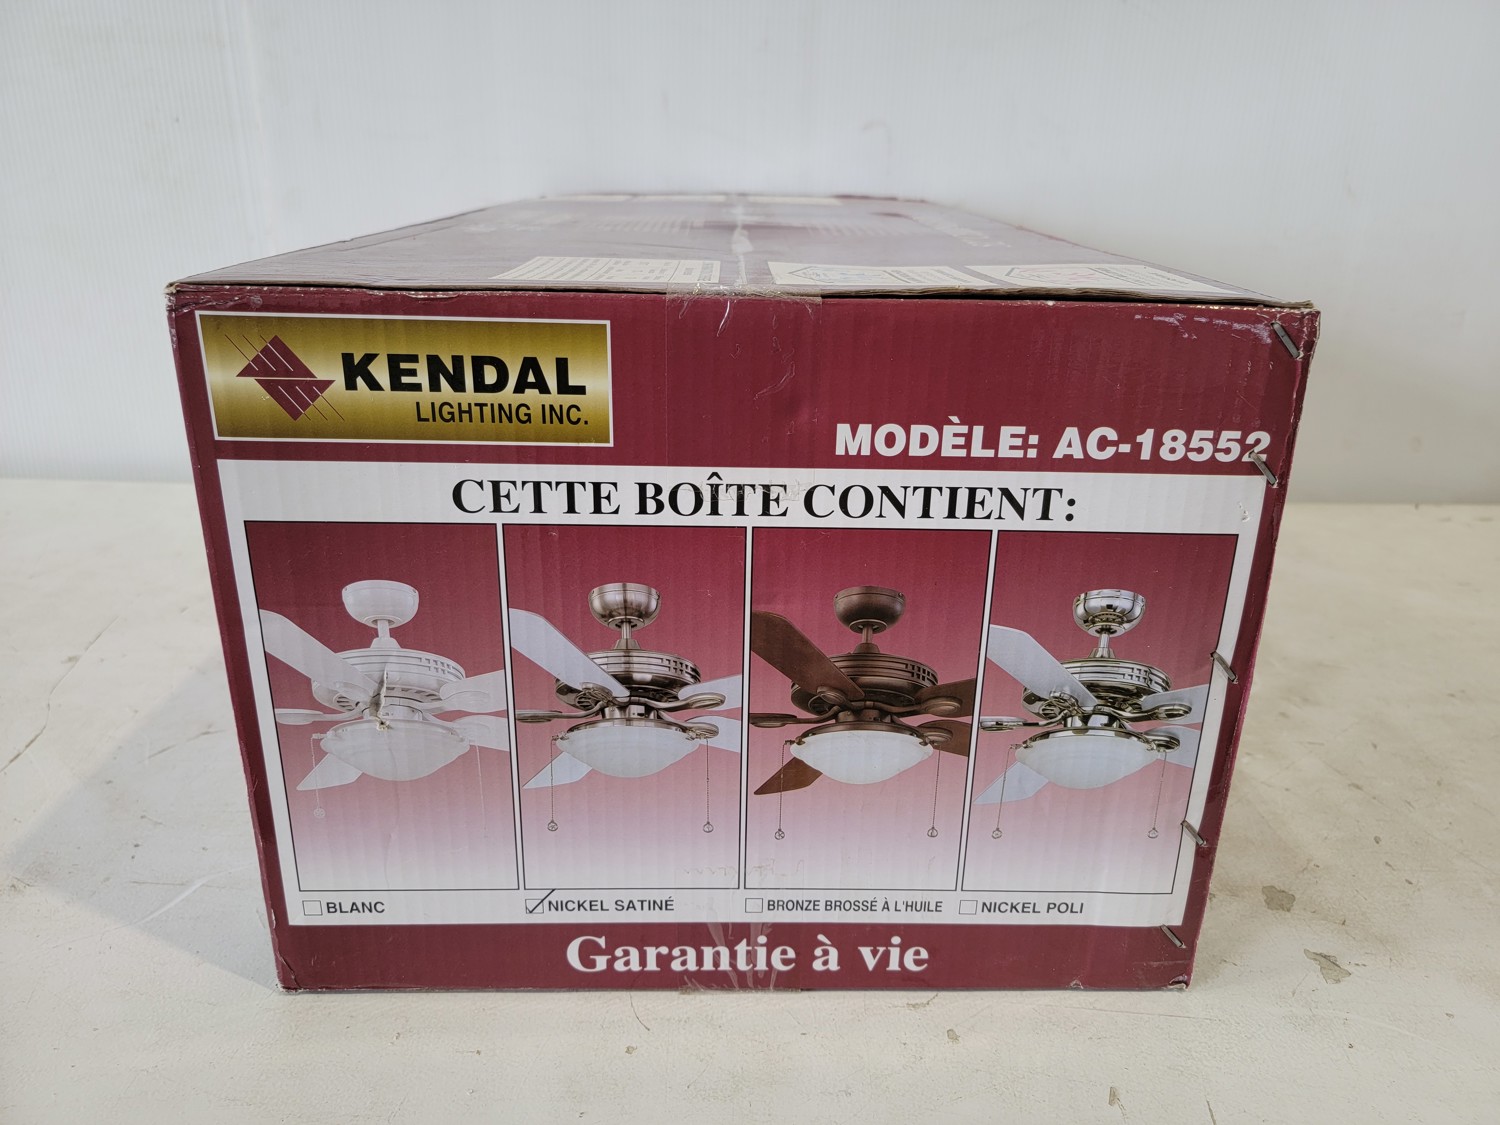 KENDAL
LIGHTING INC.
MODÈLE: AC-18552
CETTE BOÎTE CONTIENT:
BLANC
NICKEL SATINÉ
BRONZE BROSSÉ À L'HUILE
NICKEL POLI
Garantie à vie